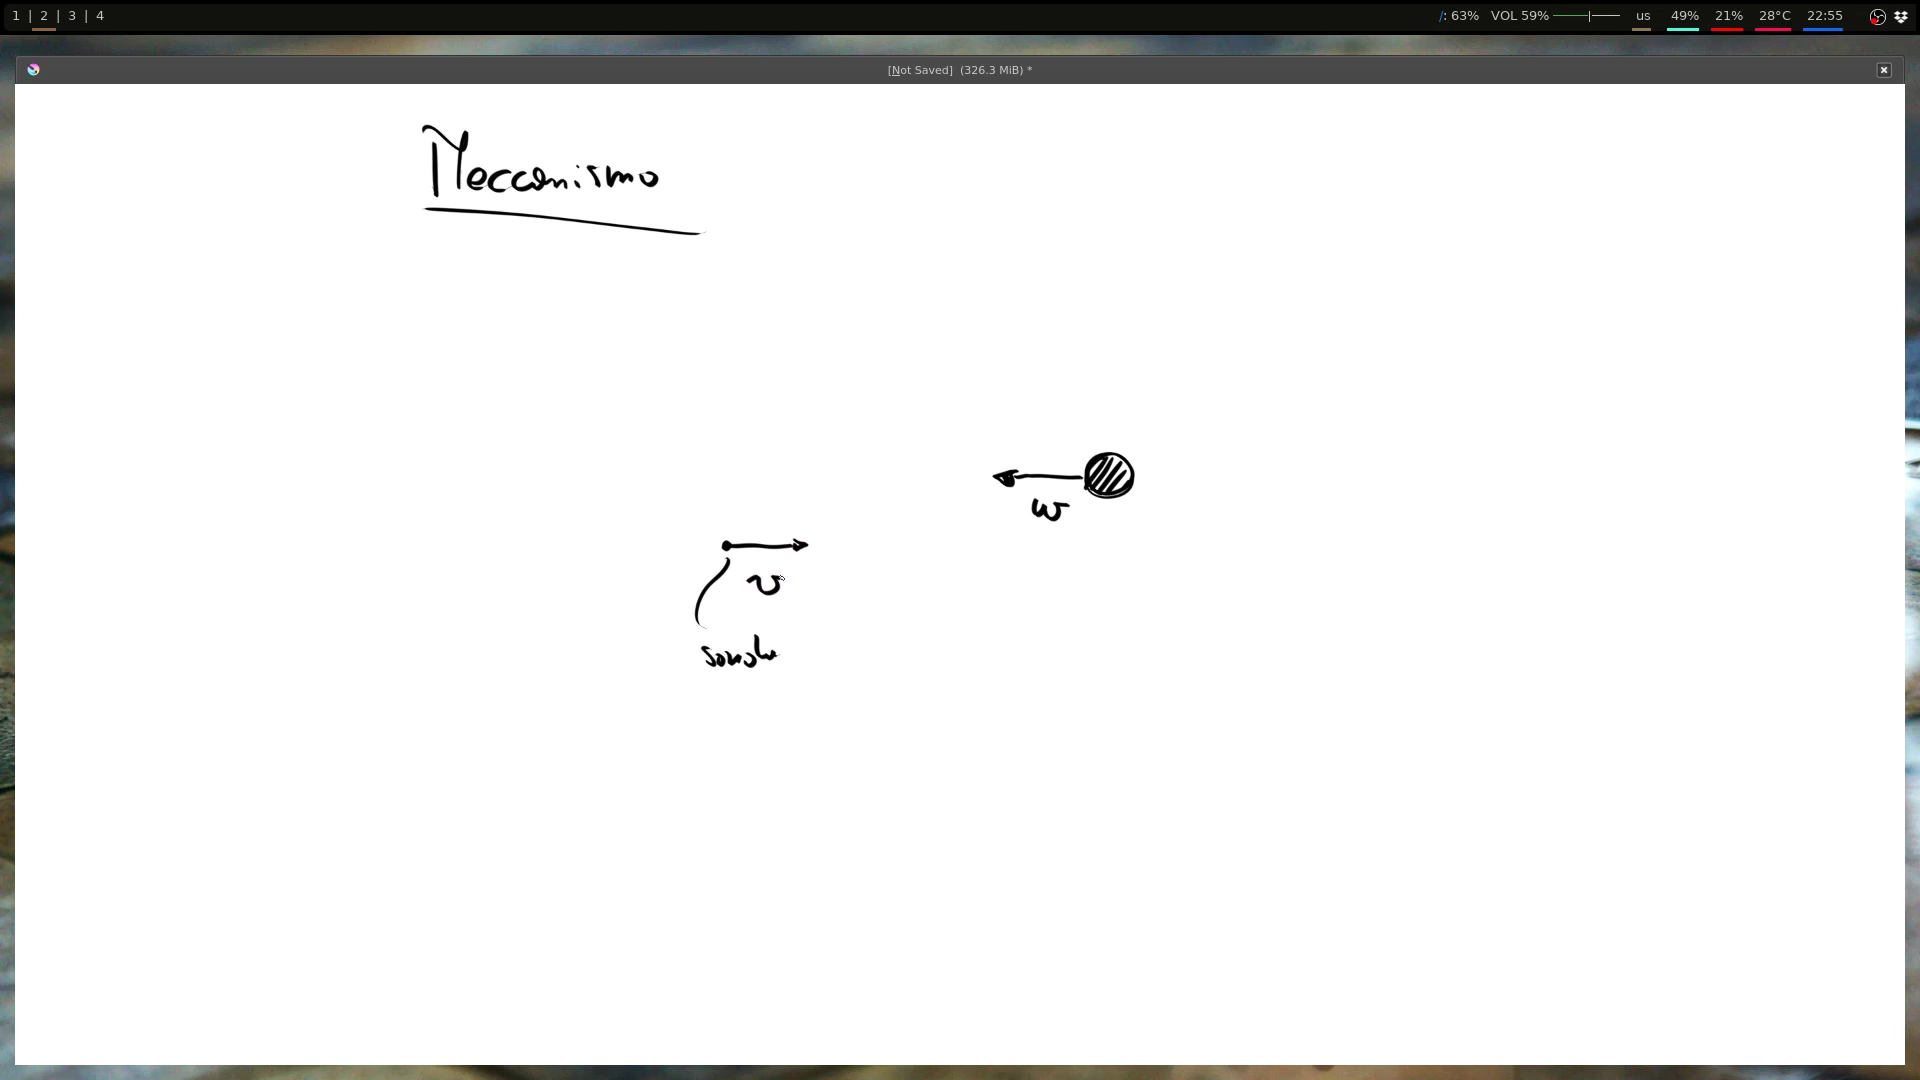 1 | 2 | 3 | 4
/: 63% VOL 59% us 49% 21% 28°C 22:55
[Not Saved] (326.3 MiB) *
Meccanismo
w
v
sonda